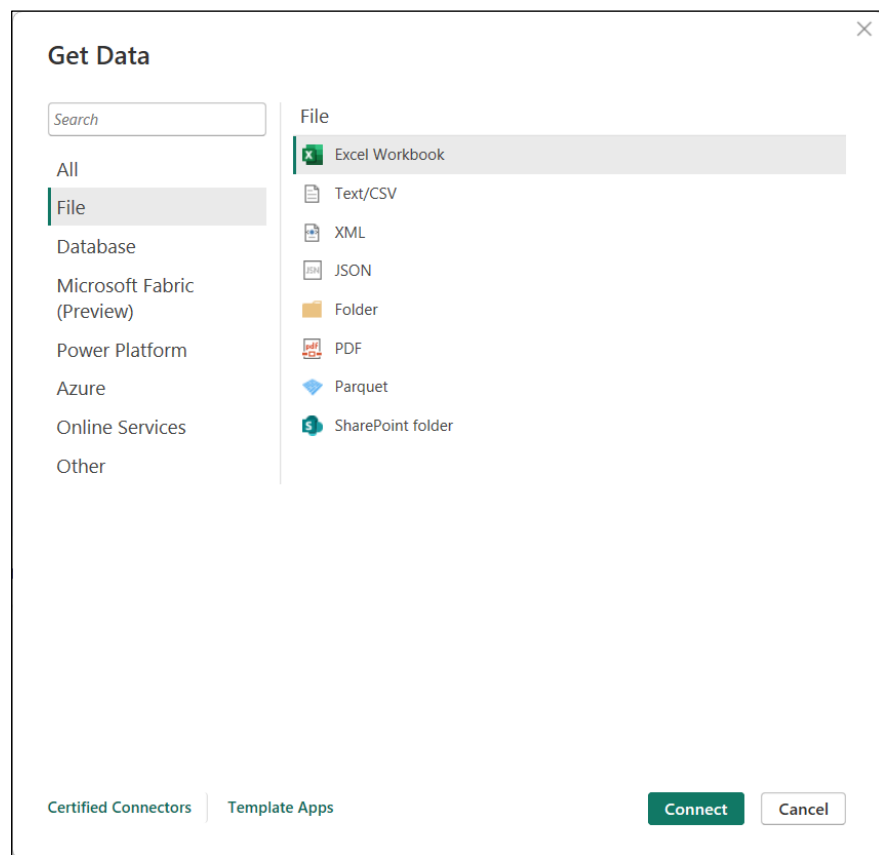 Get Data
Search
All
File
Database
Microsoft Fabric
(Preview)
Power Platform
Azure
Online Services
Other
File
Excel Workbook
Text/CSV
XML
JSON
Folder
PDF
Parquet
SharePoint folder
Certified Connectors
Template Apps
Connect
Cancel